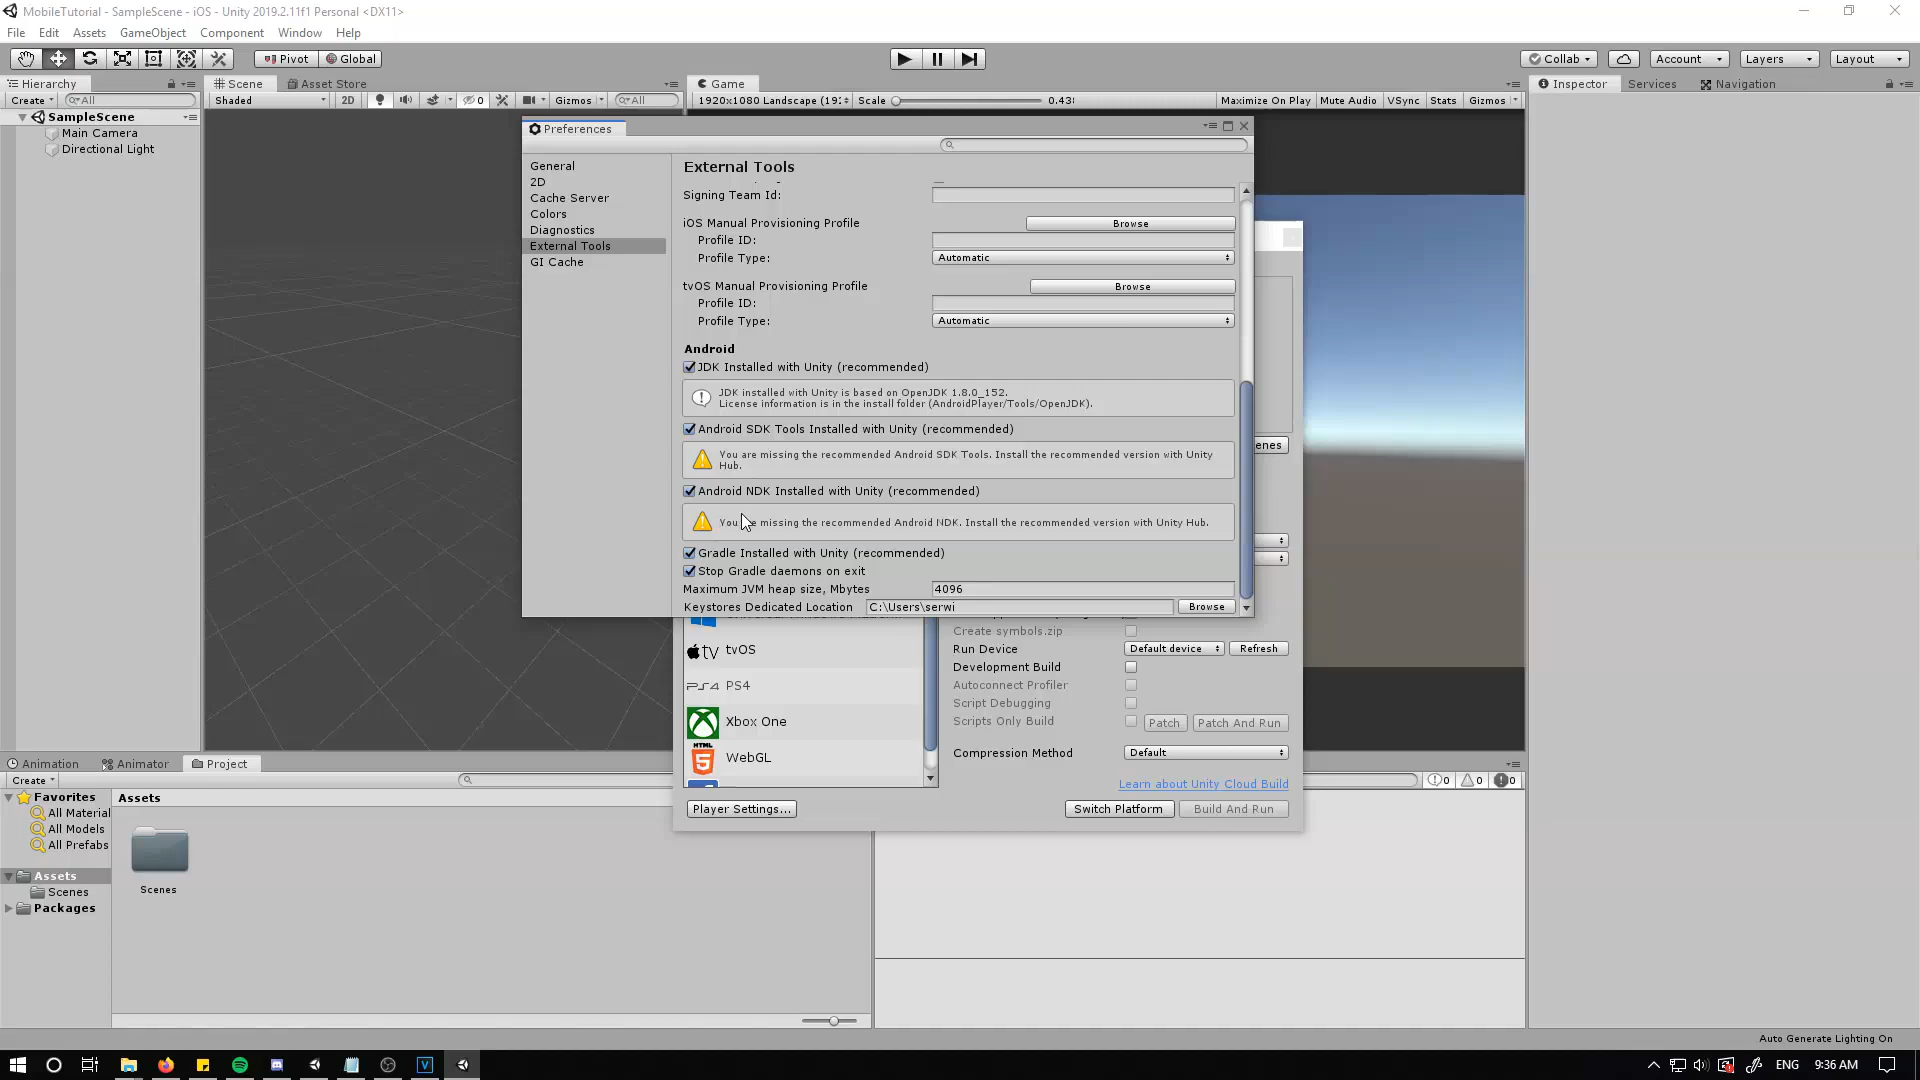 MobileTutorial - SampleScene - iOS - Unity 2019.2.11f1 Personal <DX11>
File Edit Assets GameObject Component Window Help
Pivot Global Collab Account Layers Layout
Hierarchy Scene Asset Store Game Inspector Services Navigation
Create All Shaded 2D 0 Gizmos All 1920x1080 Landscape (19: Scale 0.43 Maximize On Play Mute Audio VSync Stats Gizmos
SampleScene
Main Camera
Directional Light
Preferences
General
2D
Cache Server
Colors
Diagnostics
External Tools
GI Cache
External Tools
Signing Team Id:
iOS Manual Provisioning Profile Browse
Profile ID:
Profile Type: Automatic
tvOS Manual Provisioning Profile Browse
Profile ID:
Profile Type: Automatic
Android
JDK Installed with Unity (recommended)
JDK installed with Unity is based on OpenJDK 1.8.0_152.
License information is in the install folder (AndroidPlayer/Tools/OpenJDK).
Android SDK Tools Installed with Unity (recommended)
You are missing the recommended Android SDK Tools. Install the recommended version with Unity
Hub.
Android NDK Installed with Unity (recommended)
You missing the recommended Android NDK. Install the recommended version with Unity Hub.
Gradle Installed with Unity (recommended)
Stop Gradle daemons on exit
Maximum JVM heap size, Mbytes 4096
Keystores Dedicated Location C:\Users\serwi Browse
enes
tvOS
PS4
Xbox One
HTML
WebGL
Create symbols.zip
Run Device Default device Refresh
Development Build
Autoconnect Profiler
Script Debugging
Scripts Only Build Patch Patch And Run
Compression Method Default
Learn about Unity Cloud Build
Player Settings... Switch Platform Build And Run
Animation Animator Project
Create 0 0 0
Favorites
All Material
All Models
All Prefabs
Assets
Scenes
Packages
Assets
Scenes
Auto Generate Lighting On
ENG 9:36 AM